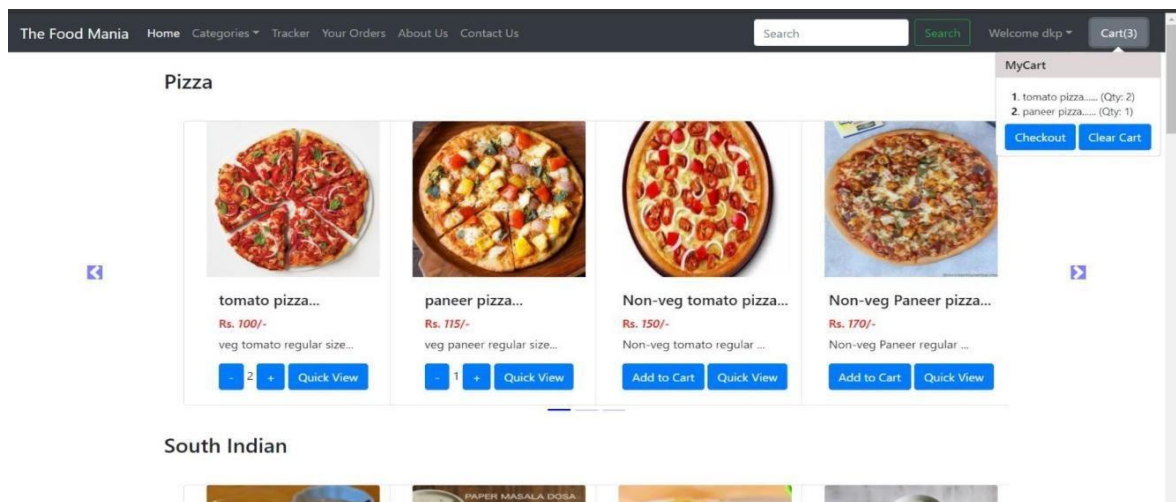 The Food Mania Home Categories Tracker Your Orders About Us Contact Us Search Search Welcome dkp Cart(3)
MyCart
1. tomato pizza...... (Qty: 2)
2. paneer pizza...... (Qty: 1)
Checkout Clear Cart
Pizza
tomato pizza... paneer pizza... Non-veg tomato pizza... Non-veg Paneer pizza...
Rs. 100/- Rs. 115/- Rs. 150/- Rs. 170/-
veg tomato regular size... veg paneer regular size... Non-veg tomato regular ... Non-veg Paneer regular ...
- 2 + Quick View - 1 + Quick View Add to Cart Quick View Add to Cart Quick View
South Indian
PAPER MASALA DOSA